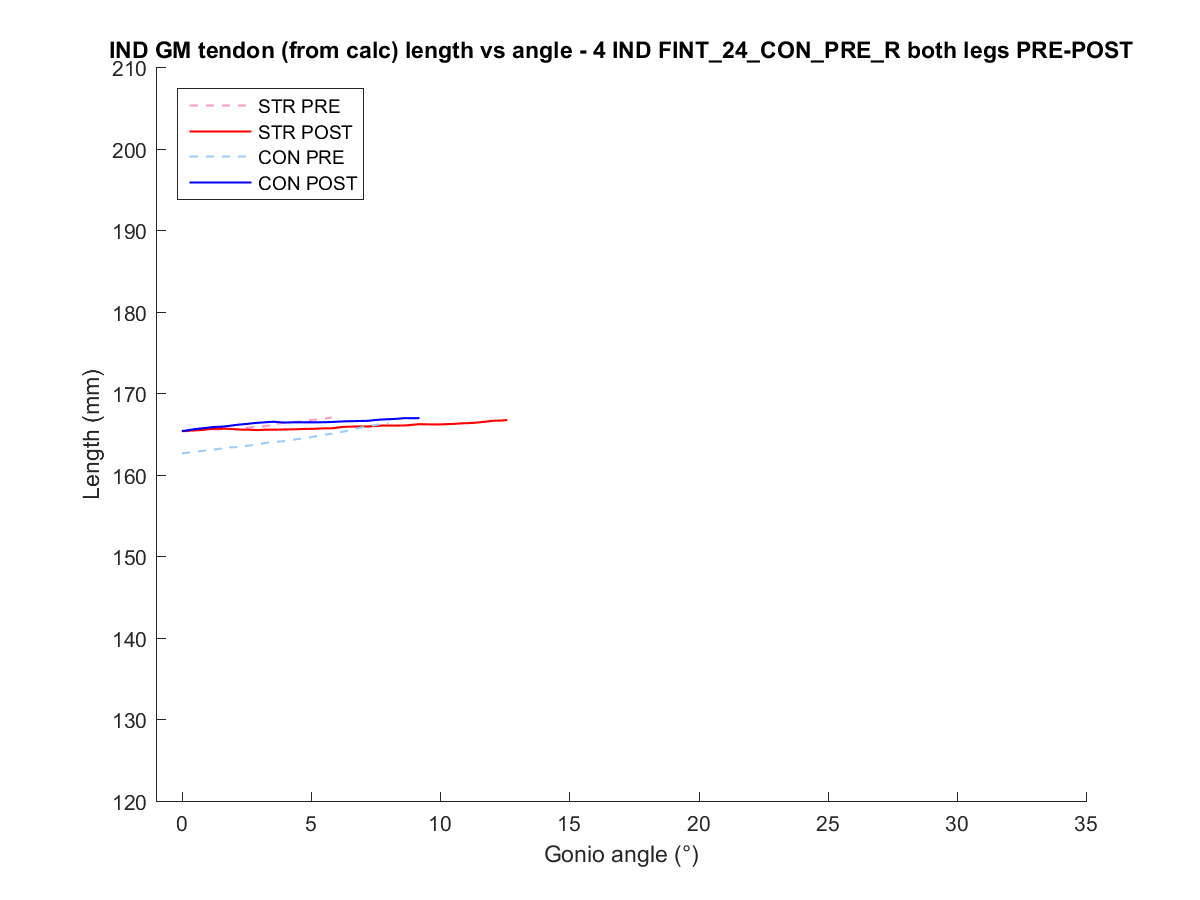 IND GM tendon (from calc) length vs angle - 4 IND FINT_24_CON_PRE_R both legs PRE-POST
210
200
190
180
170
160
150
140
130
120
STR PRE
STR POST
CON PRE
CON POST
Length (mm)
0 5 10 15 20 25 30 35
Gonio angle (°)